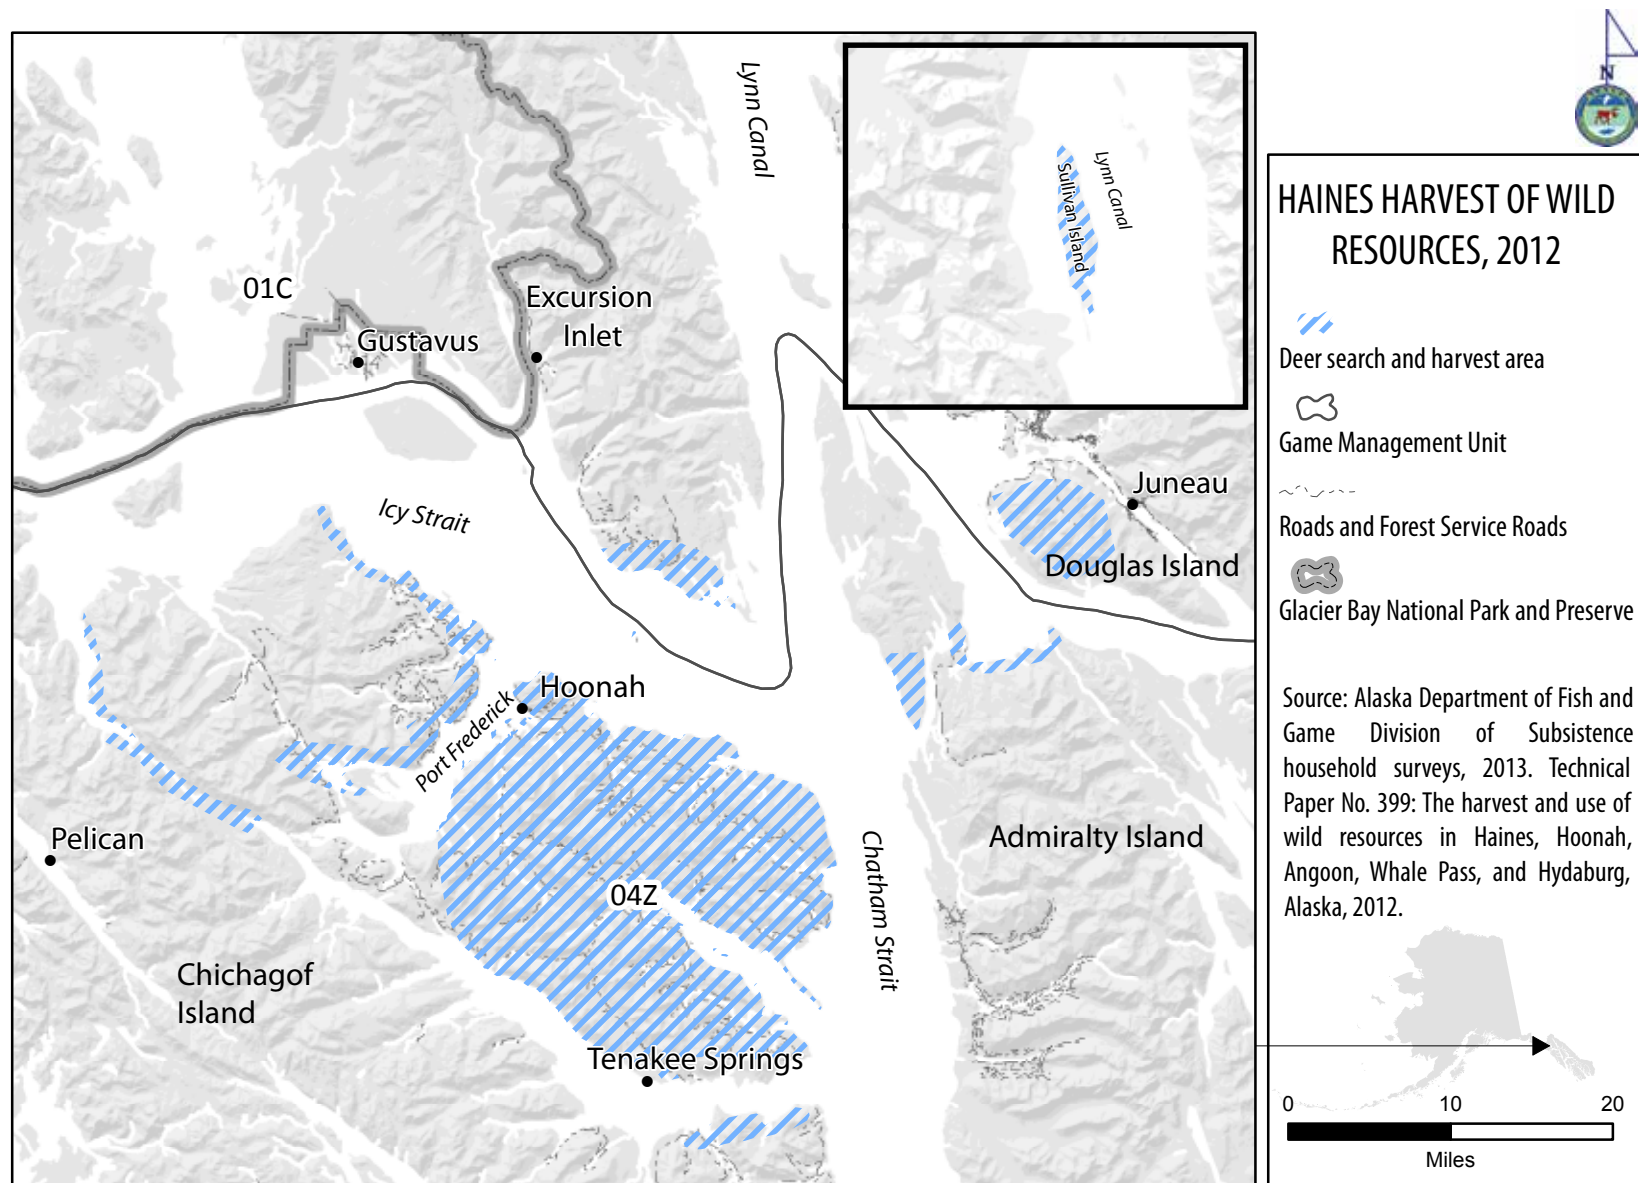 Lynn Canal
Sullivan Island
Lynn Canal
01C
Gustavus
Excursion
Inlet
Icy Strait
Juneau
Douglas Island
Hoonah
Port Frederick
Pelican
Chatham Strait
Admiralty Island
04Z
Chichagof
Island
Tenakee Springs
N
ALASKA
HAINES HARVEST OF WILD
RESOURCES, 2012
Deer search and harvest area
Game Management Unit
Roads and Forest Service Roads
Glacier Bay National Park and Preserve
Source: Alaska Department of Fish and
Game Division of Subsistence
household surveys, 2013. Technical
Paper No. 399: The harvest and use of
wild resources in Haines, Hoonah,
Angoon, Whale Pass, and Hydaburg,
Alaska, 2012.
0 10 20
Miles